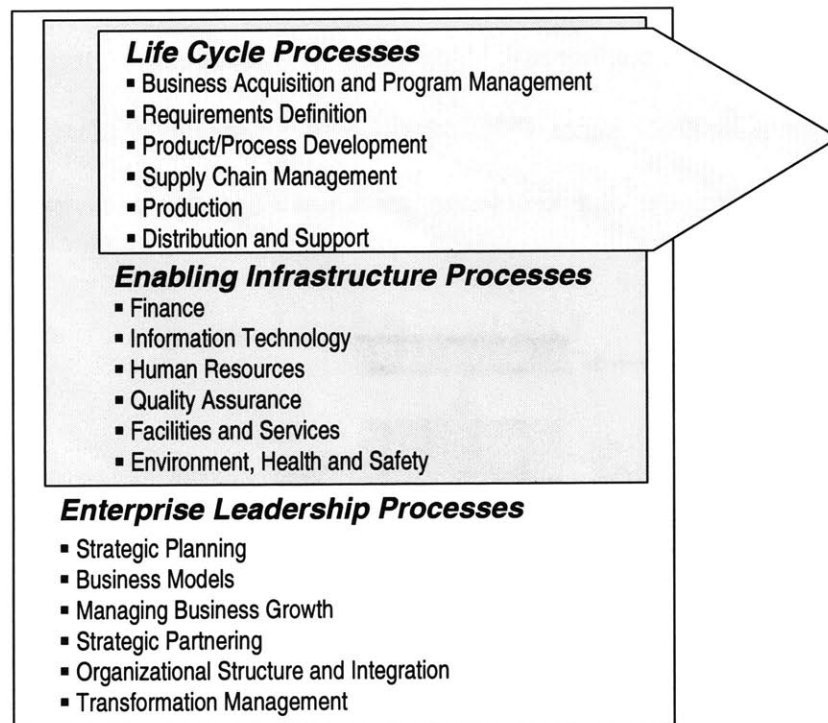 Life Cycle Processes
▪ Business Acquisition and Program Management
▪ Requirements Definition
▪ Product/Process Development
▪ Supply Chain Management
▪ Production
▪ Distribution and Support
Enabling Infrastructure Processes
▪ Finance
▪ Information Technology
▪ Human Resources
▪ Quality Assurance
▪ Facilities and Services
▪ Environment, Health and Safety
Enterprise Leadership Processes
▪ Strategic Planning
▪ Business Models
▪ Managing Business Growth
▪ Strategic Partnering
▪ Organizational Structure and Integration
▪ Transformation Management